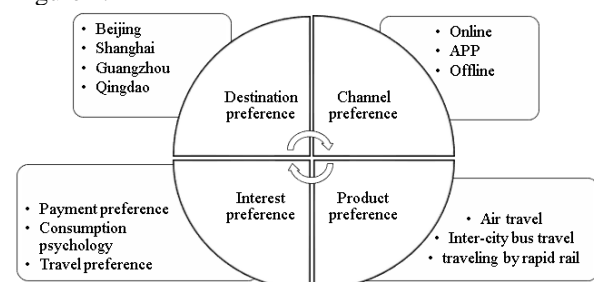 • Beijing
• Shanghai
• Guangzhou
• Qingdao
• Online
• APP
• Offline
Destination
preference
Channel
preference
Interest
preference
Product
preference
• Payment preference
• Consumption
psychology
• Travel preference
• Air travel
• Inter-city bus travel
• traveling by rapid rail